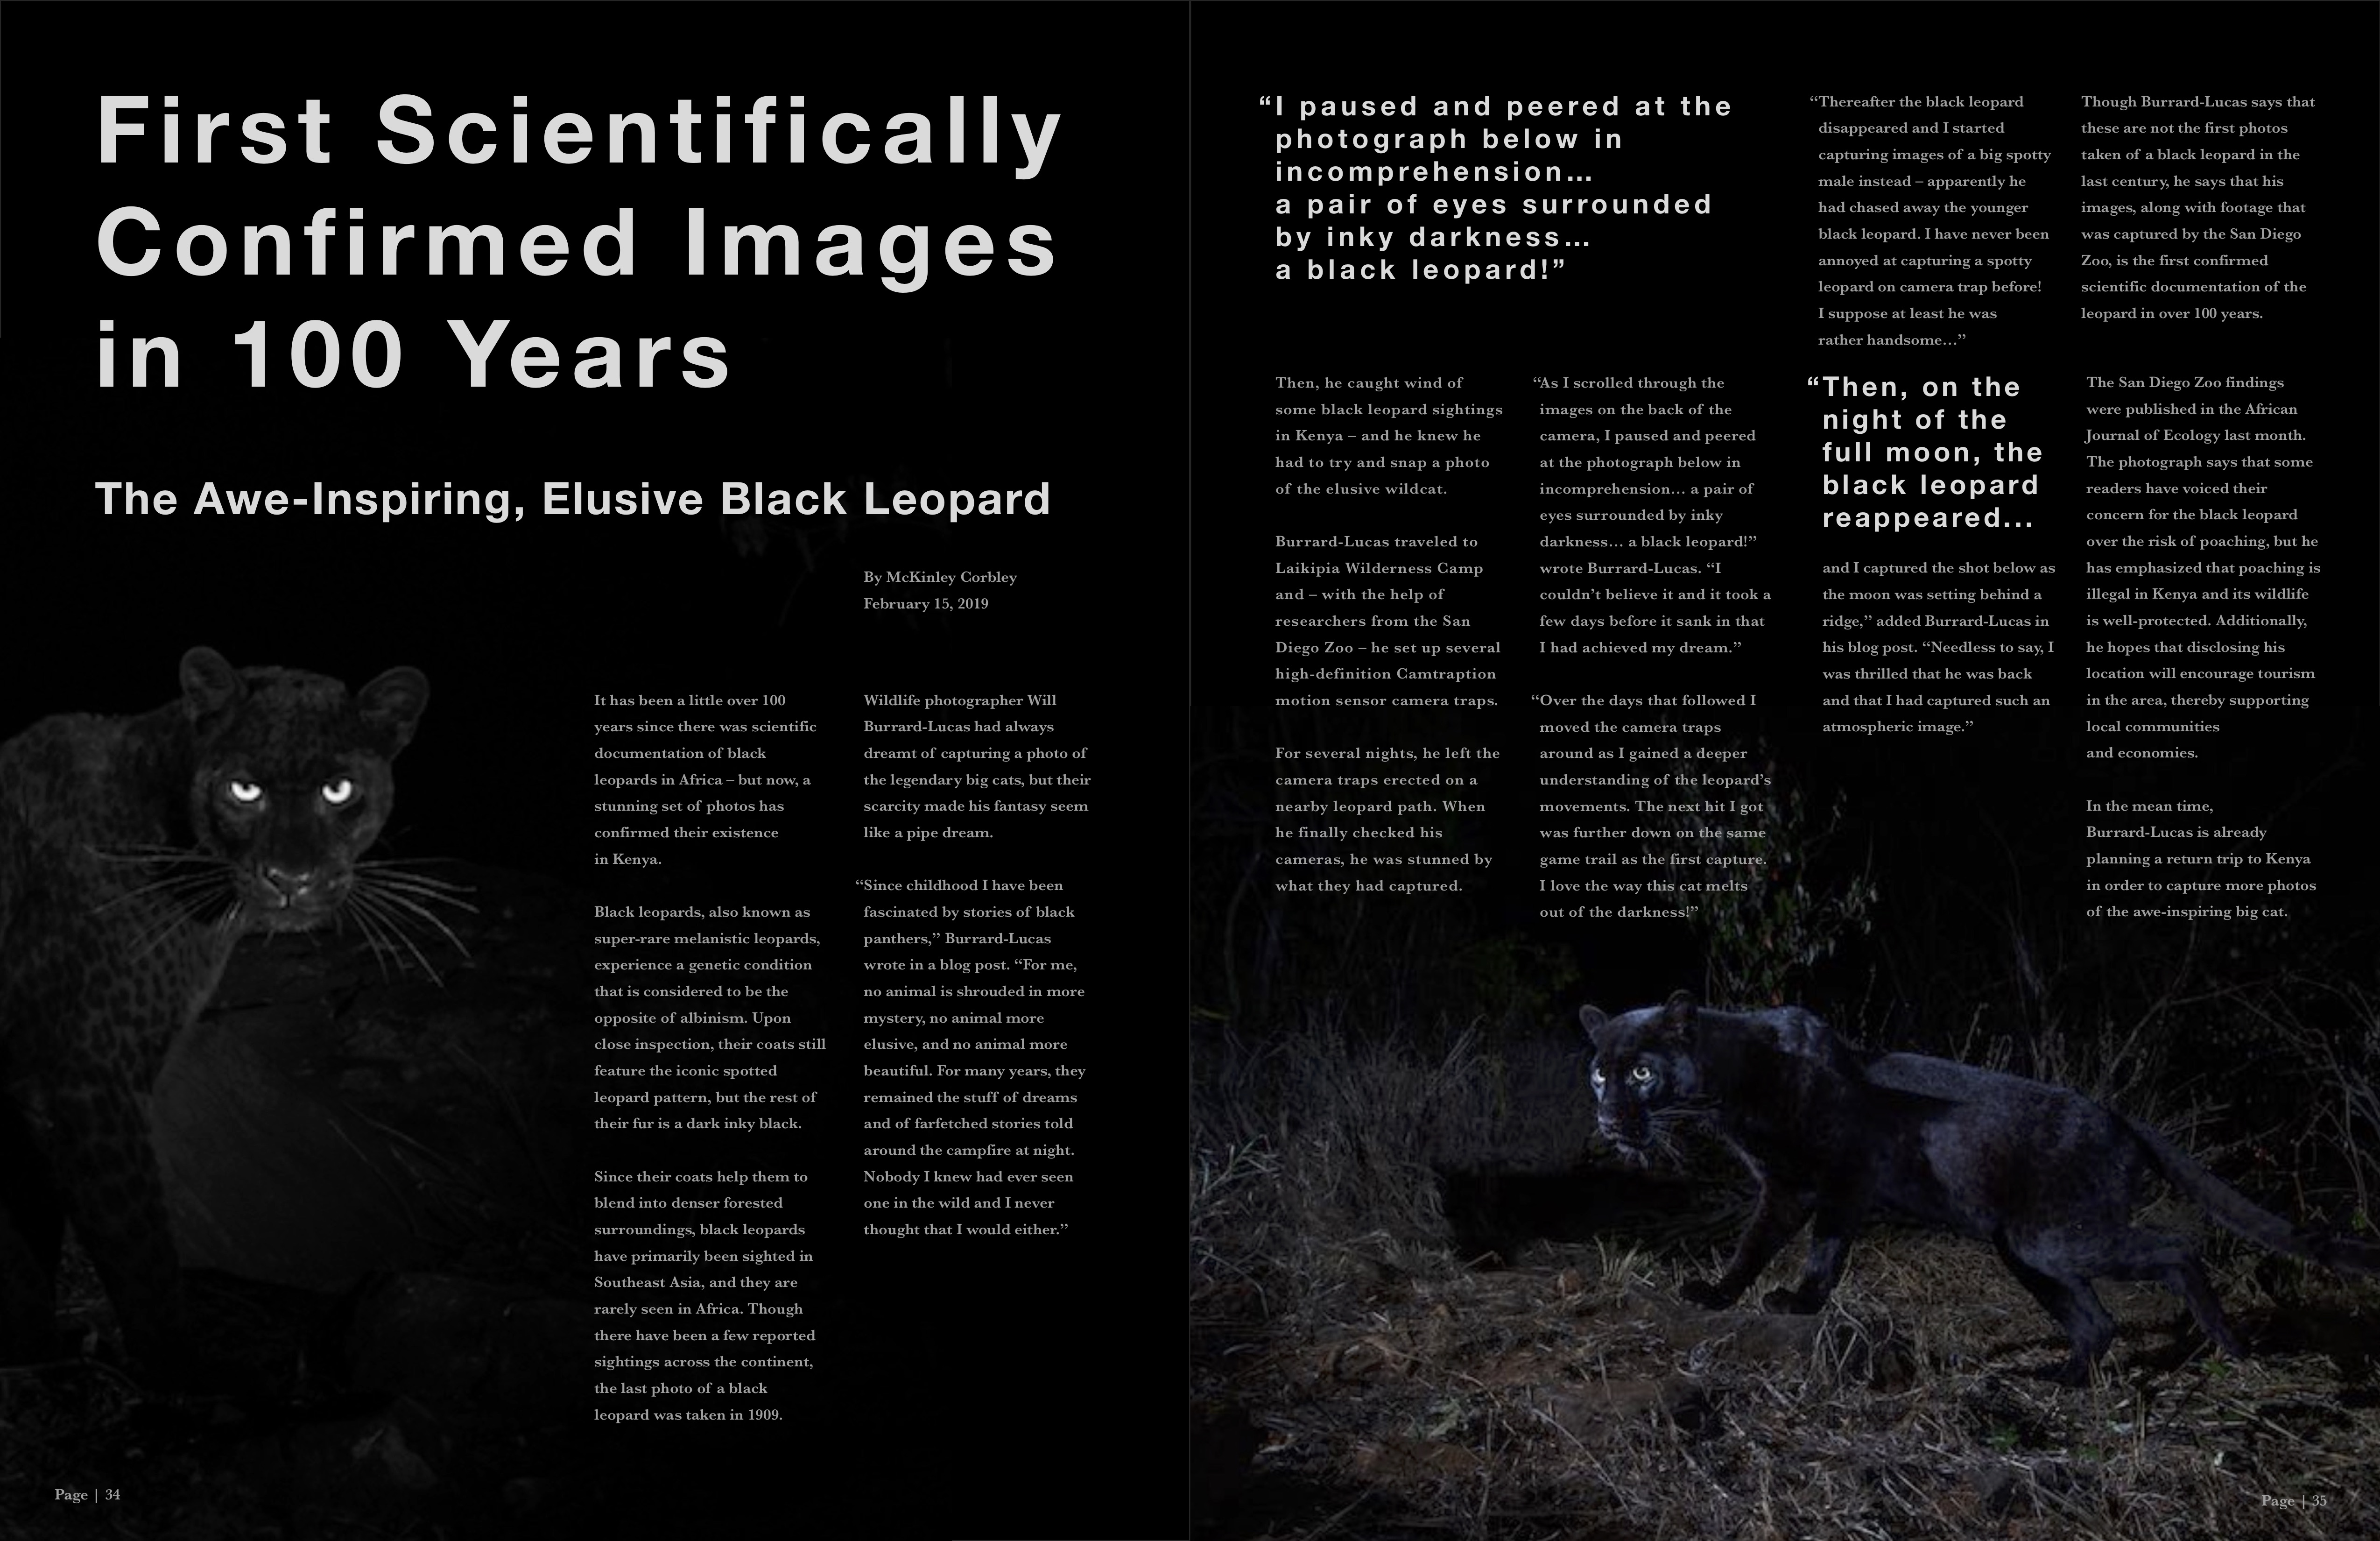 First Scientifically
Confirmed Images
in 100 Years
The Awe-Inspiring, Elusive Black Leopard
By McKinley Corbley
February 15, 2019
It has been a little over 100
years since there was scientific
documentation of black
leopards in Africa – but now, a
stunning set of photos has
confirmed their existence
in Kenya.
Black leopards, also known as
super-rare melanistic leopards,
experience a genetic condition
that is considered to be the
opposite of albinism. Upon
close inspection, their coats still
feature the iconic spotted
leopard pattern, but the rest of
their fur is a dark inky black.
Since their coats help them to
blend into denser forested
surroundings, black leopards
have primarily been sighted in
Southeast Asia, and they are
rarely seen in Africa. Though
there have been a few reported
sightings across the continent,
the last photo of a black
leopard was taken in 1909.
Wildlife photographer Will
Burrard-Lucas had always
dreamt of capturing a photo of
the legendary big cats, but their
scarcity made his fantasy seem
like a pipe dream.
“Since childhood I have been
fascinated by stories of black
panthers,” Burrard-Lucas
wrote in a blog post. “For me,
no animal is shrouded in more
mystery, no animal more
elusive, and no animal more
beautiful. For many years, they
remained the stuff of dreams
and of farfetched stories told
around the campfire at night.
Nobody I knew had ever seen
one in the wild and I never
thought that I would either.”
Page | 34
“I paused and peered at the
photograph below in
incomprehension…
a pair of eyes surrounded
by inky darkness…
a black leopard!”
Then, he caught wind of
some black leopard sightings
in Kenya – and he knew he
had to try and snap a photo
of the elusive wildcat.
Burrard-Lucas traveled to
Laikipia Wilderness Camp
and – with the help of
researchers from the San
Diego Zoo – he set up several
high-definition Camtraption
motion sensor camera traps.
For several nights, he left the
camera traps erected on a
nearby leopard path. When
he finally checked his
cameras, he was stunned by
what they had captured.
“As I scrolled through the
images on the back of the
camera, I paused and peered
at the photograph below in
incomprehension… a pair of
eyes surrounded by inky
darkness… a black leopard!”
wrote Burrard-Lucas. “I
couldn’t believe it and it took a
few days before it sank in that
I had achieved my dream.”
“Over the days that followed I
moved the camera traps
around as I gained a deeper
understanding of the leopard’s
movements. The next hit I got
was further down on the same
game trail as the first capture.
I love the way this cat melts
out of the darkness!”
“Thereafter the black leopard
disappeared and I started
capturing images of a big spotty
male instead – apparently he
had chased away the younger
black leopard. I have never been
annoyed at capturing a spotty
leopard on camera trap before!
I suppose at least he was
rather handsome…”
“Then, on the
night of the
full moon, the
black leopard
reappeared...
and I captured the shot below as
the moon was setting behind a
ridge,” added Burrard-Lucas in
his blog post. “Needless to say, I
was thrilled that he was back
and that I had captured such an
atmospheric image.”
Though Burrard-Lucas says that
these are not the first photos
taken of a black leopard in the
last century, he says that his
images, along with footage that
was captured by the San Diego
Zoo, is the first confirmed
scientific documentation of the
leopard in over 100 years.
The San Diego Zoo findings
were published in the African
Journal of Ecology last month.
The photograph says that some
readers have voiced their
concern for the black leopard
over the risk of poaching, but he
has emphasized that poaching is
illegal in Kenya and its wildlife
is well-protected. Additionally,
he hopes that disclosing his
location will encourage tourism
in the area, thereby supporting
local communities
and economies.
In the mean time,
Burrard-Lucas is already
planning a return trip to Kenya
in order to capture more photos
of the awe-inspiring big cat.
Page | 35